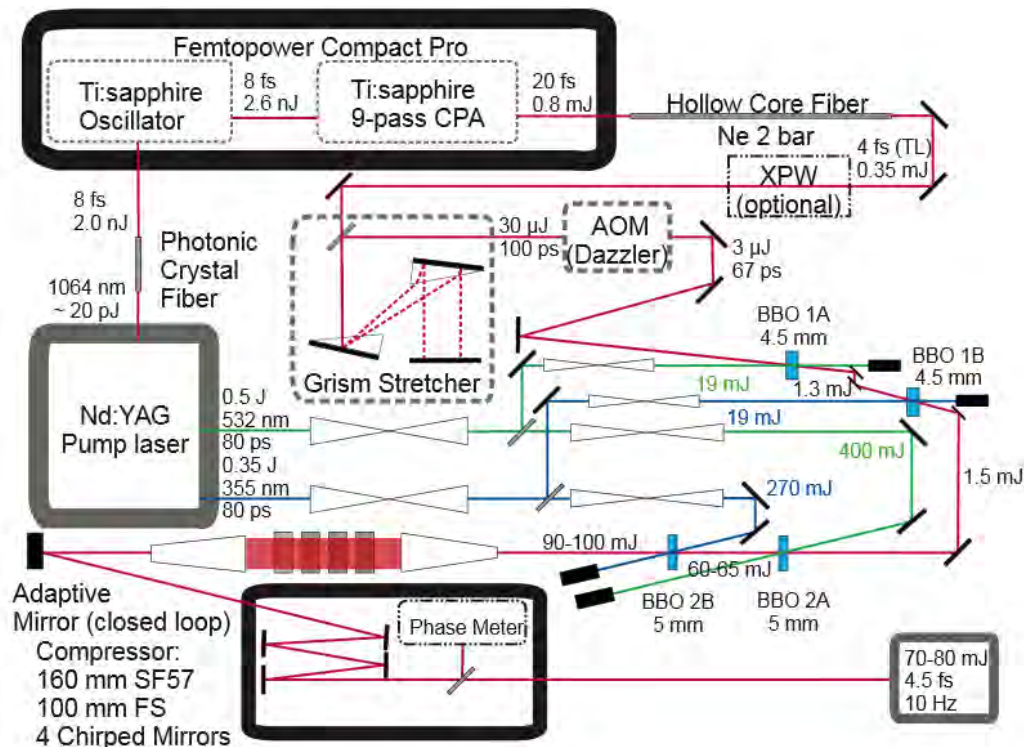 Femtopower Compact Pro
Ti:sapphire
Oscillator
8 fs
2.6 nJ
Ti:sapphire
9-pass CPA
20 fs
0.8 mJ
Hollow Core Fiber
Ne 2 bar
4 fs (TL)
0.35 mJ
XPW
(optional)
8 fs
2.0 nJ
Photonic
Crystal
Fiber
1064 nm
~ 20 pJ
30 µJ
100 ps
AOM
(Dazzler)
3 µJ
67 ps
Grism Stretcher
BBO 1A
4.5 mm
BBO 1B
4.5 mm
19 mJ
1.3 mJ
19 mJ
Nd:YAG
Pump laser
0.5 J
532 nm
80 ps
0.35 J
355 nm
80 ps
400 mJ
270 mJ
1.5 mJ
90-100 mJ
60-65 mJ
BBO 2B
5 mm
BBO 2A
5 mm
Adaptive
Mirror (closed loop)
Compressor:
160 mm SF57
100 mm FS
4 Chirped Mirrors
Phase Meter
70-80 mJ
4.5 fs
10 Hz